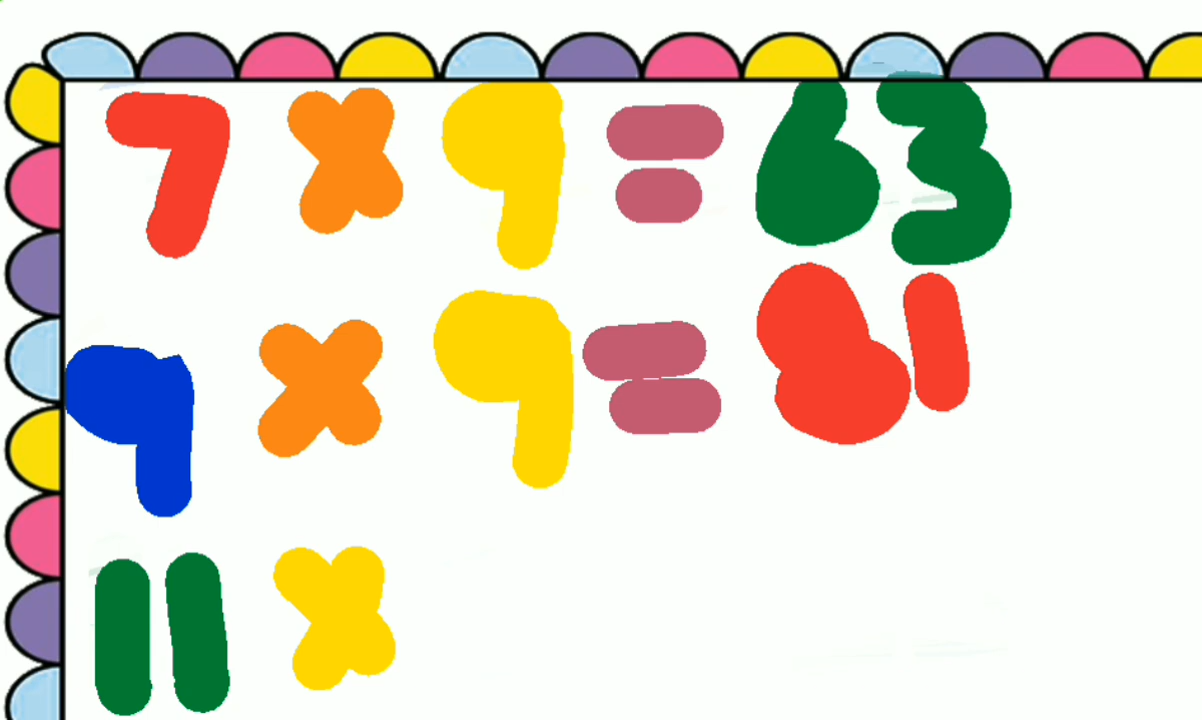 7 × 9 = 63
9 × 9 = 81
11 ×